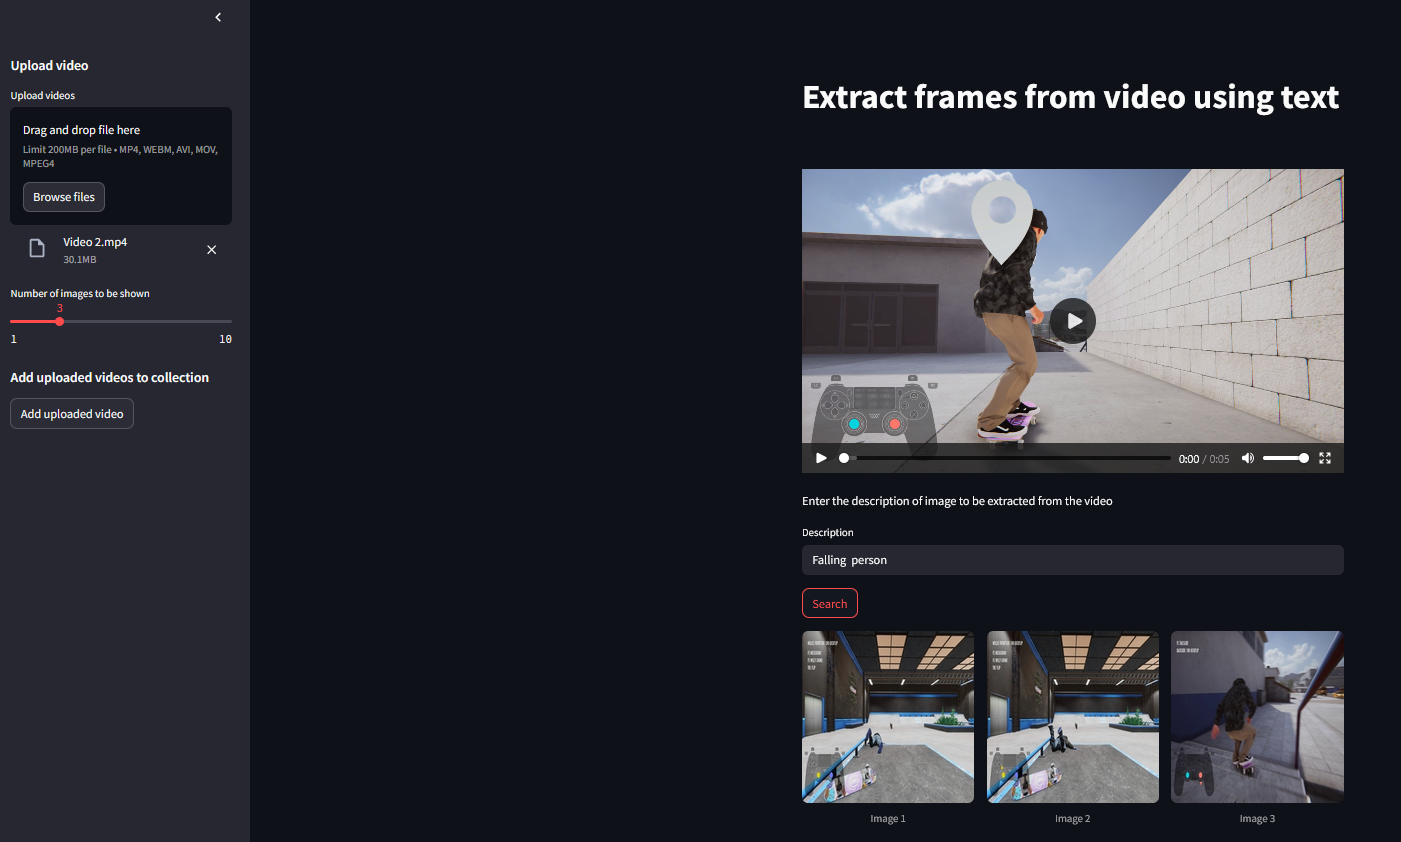 Upload video
Upload videos
Drag and drop file here
Limit 200MB per file • MP4, WEBM, AVI, MOV,
MPEG4
Browse files
Video 2.mp4
30.1MB
Number of images to be shown
3
1 10
Add uploaded videos to collection
Add uploaded video
Extract frames from video using text
0:00 / 0:05
Enter the description of image to be extracted from the video
Description
Falling person
Search
Image 1 Image 2 Image 3